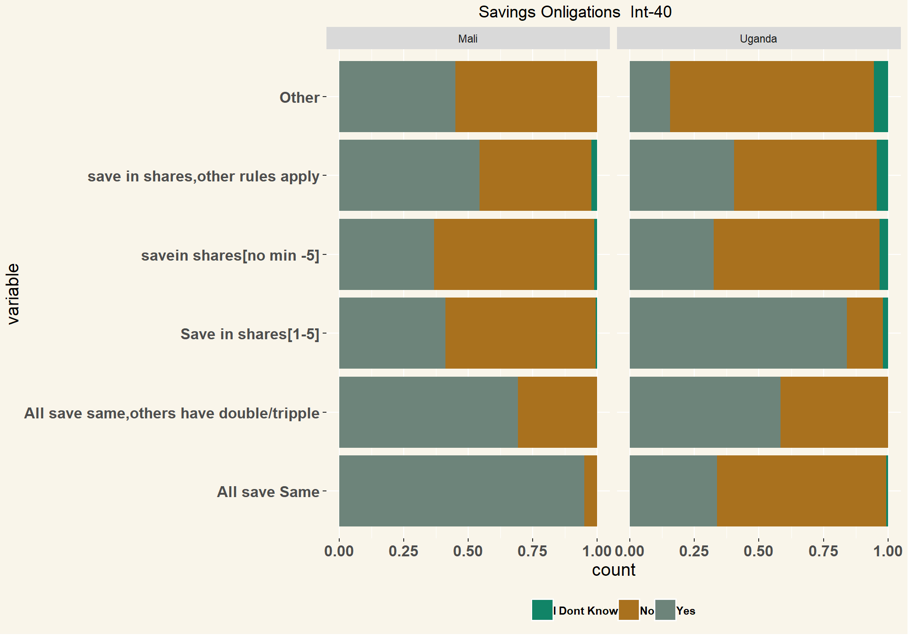 Savings Onligations Int-40
Mali
Uganda
Other
save in shares,other rules apply
savein shares[no min -5]
Save in shares[1-5]
All save same,others have double/tripple
All save Same
variable
0.00 0.25 0.50 0.75 1.00 0.00 0.25 0.50 0.75 1.00
count
I Dont Know No Yes